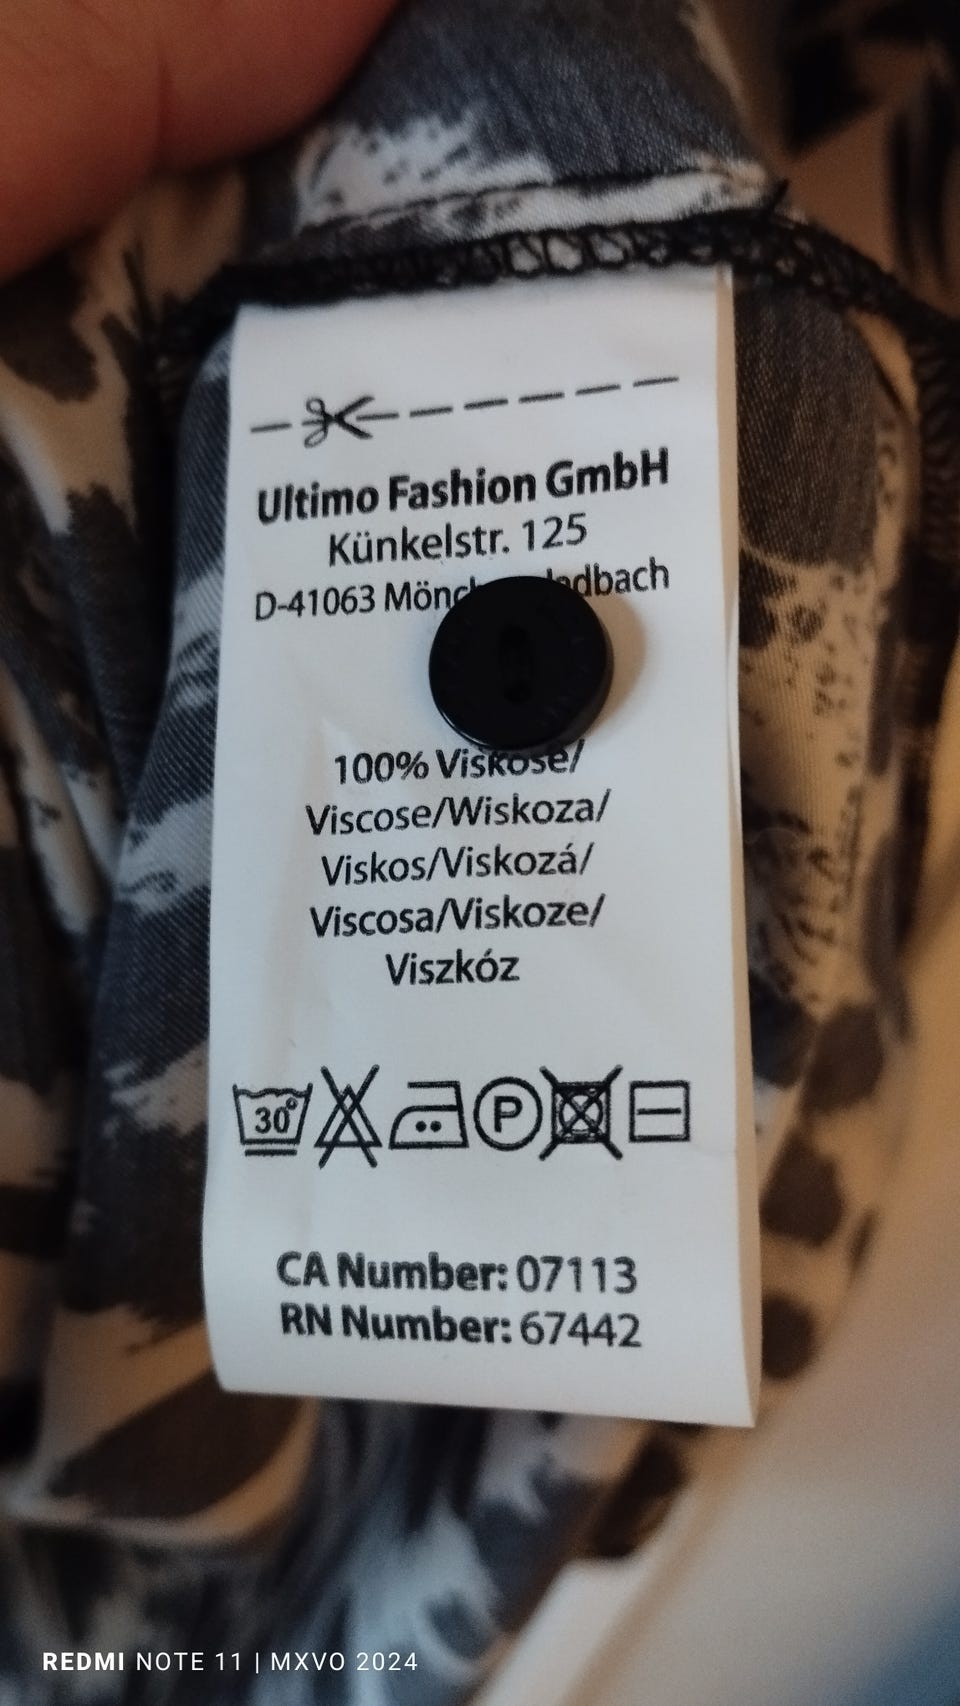 Ultimo Fashion GmbH
Künkelstr. 125
D-41063
100% Viskose/
Viscose/Wiskoza/
Viskos/Viskozá/
Viscosa/Viskoze/
Viszkóz
30°
P
CA Number: 07113
RN Number: 67442
REDMI NOTE 11 | MXVO 2024